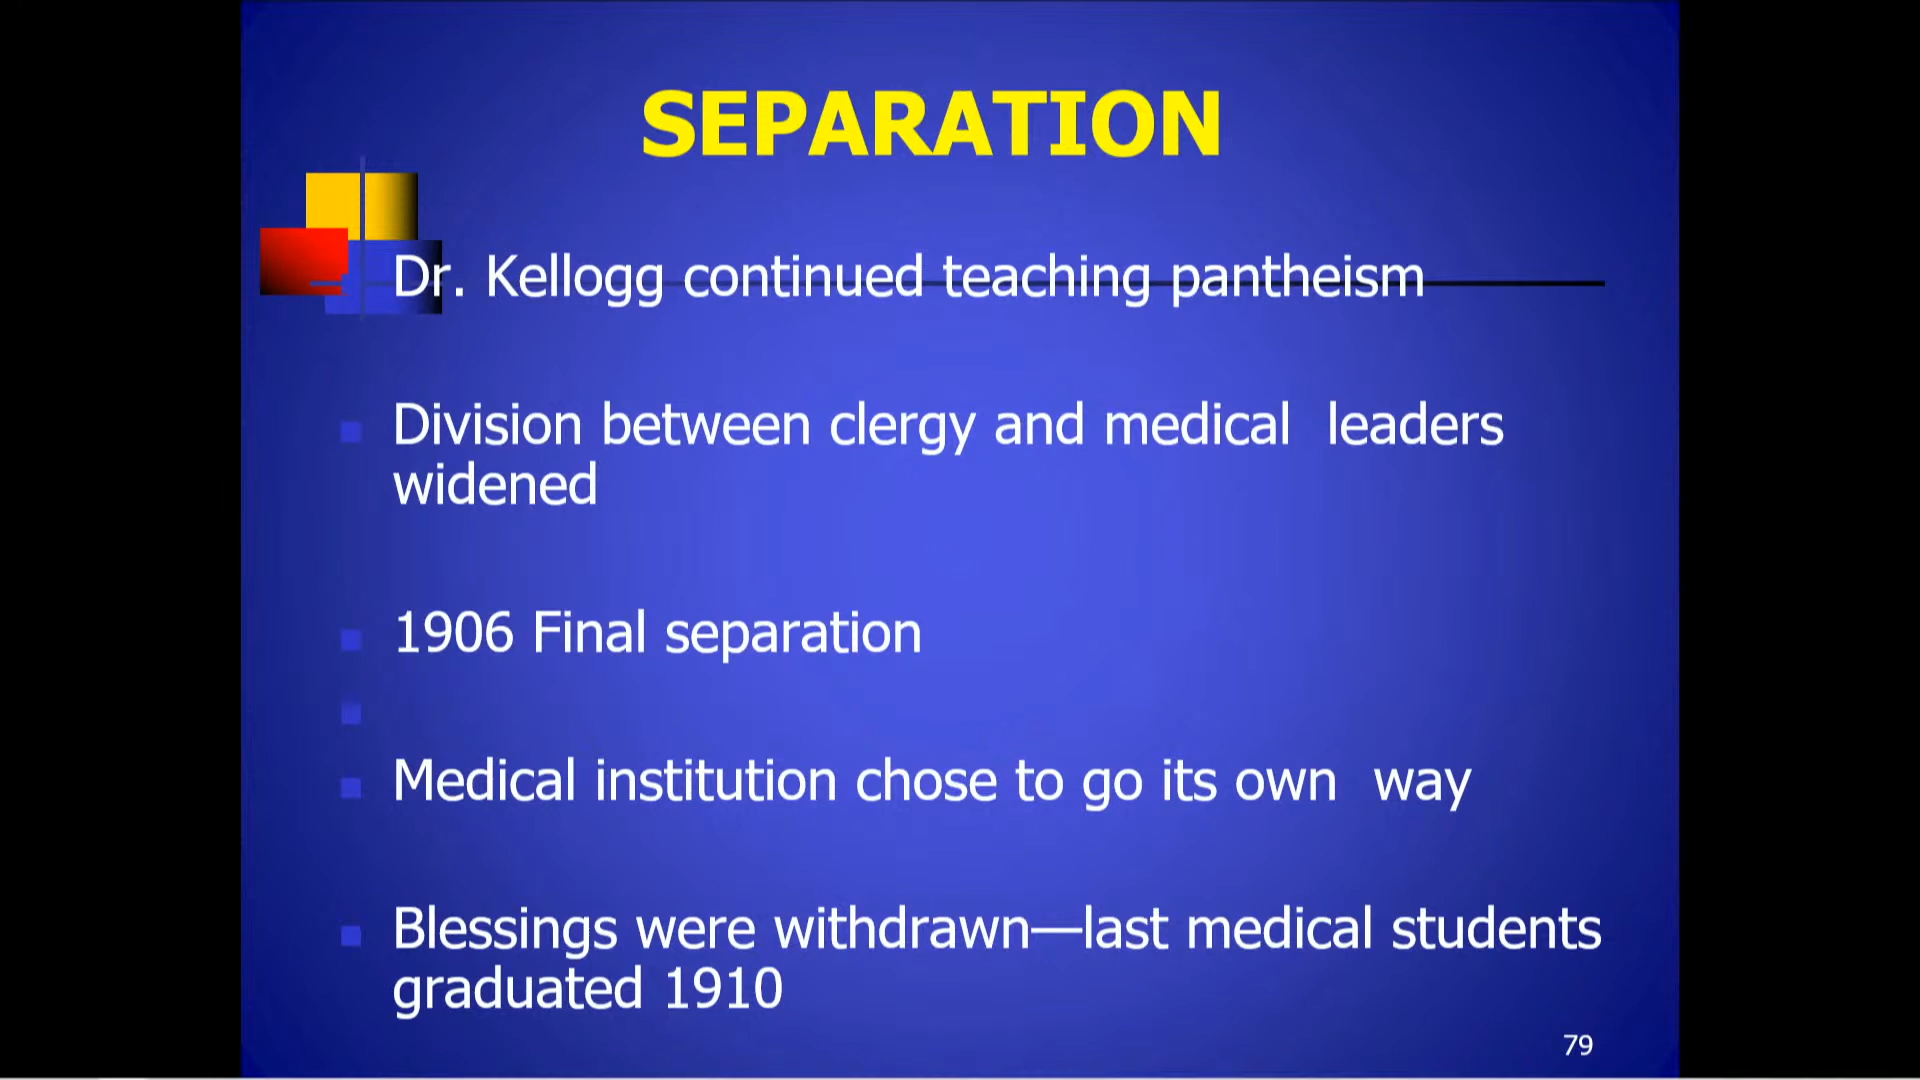 SEPARATION
Dr. Kellogg continued teaching pantheism
Division between clergy and medical  leaders
widened
1906 Final separation
Medical institution chose to go its own  way
Blessings were withdrawn—last medical students
graduated 1910
79